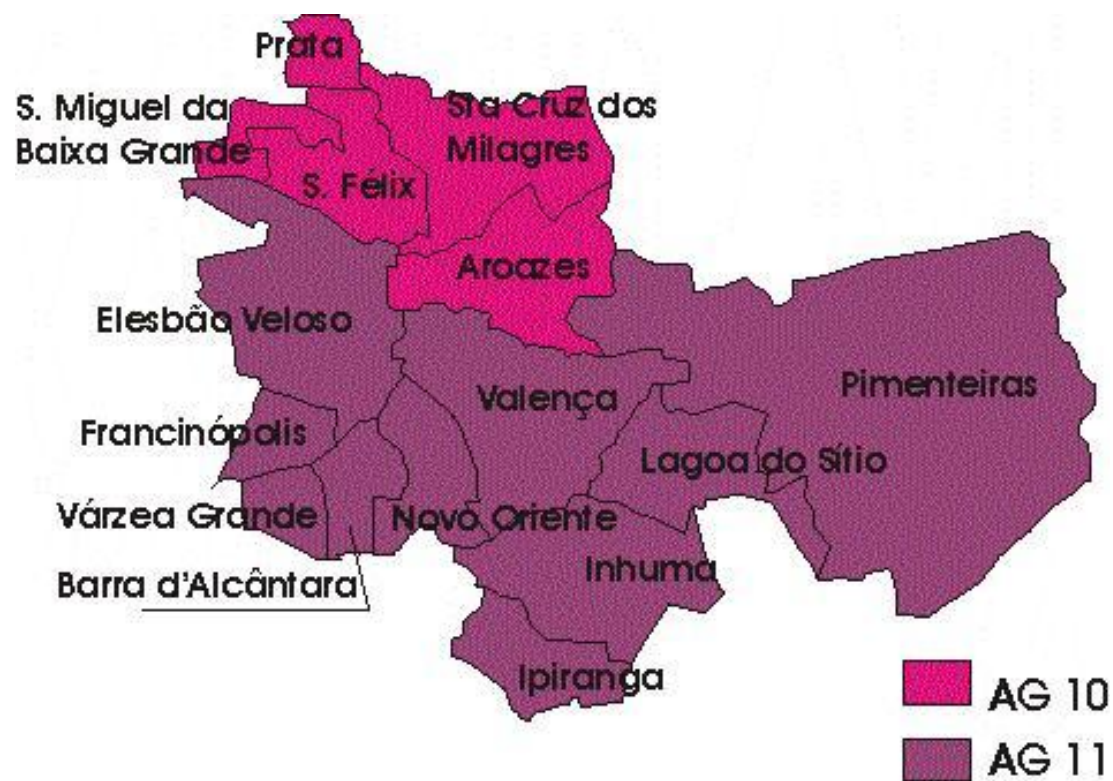 Prata
S. Miguel da
Baixa Grande
Sta Cruz dos
Milagres
S. Félix
Aroazes
Elesbão Veloso
Valença
Pimenteiras
Francinópolis
Lagoa do Sítio
Várzea Grande
Novo Oriente
Barra d'Alcântara
Inhuma
Ipiranga
AG 10
AG 11